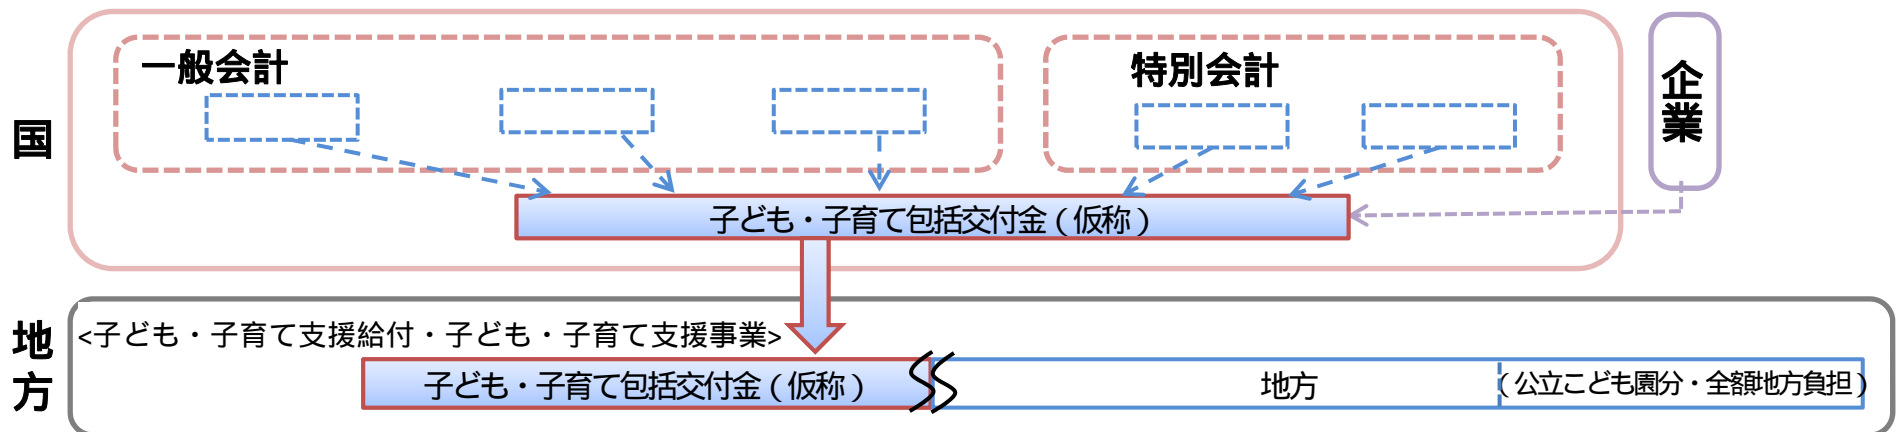 一般会計
特別会計
企業
国
子ども・子育て包括交付金(仮称)
地方
<子ども・子育て支援給付・子ども・子育て支援事業>
子ども・子育て包括交付金(仮称)
地方
(公立こども園分・全額地方負担)